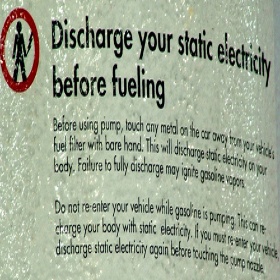 Discharge your static electricity
before fueling
Before using pump, touch any metal on the car away from your vehicle's
fuel filter with bare hand. This will discharge static electricity on your
body. Failure to fully discharge may ignite gasoline vapors.
Do not re-enter your vehicle while gasoline is pumping. This can re-
charge your body with static electricity. If you must re-enter your vehicle,
discharge static electricity again before touching the pump nozzle.